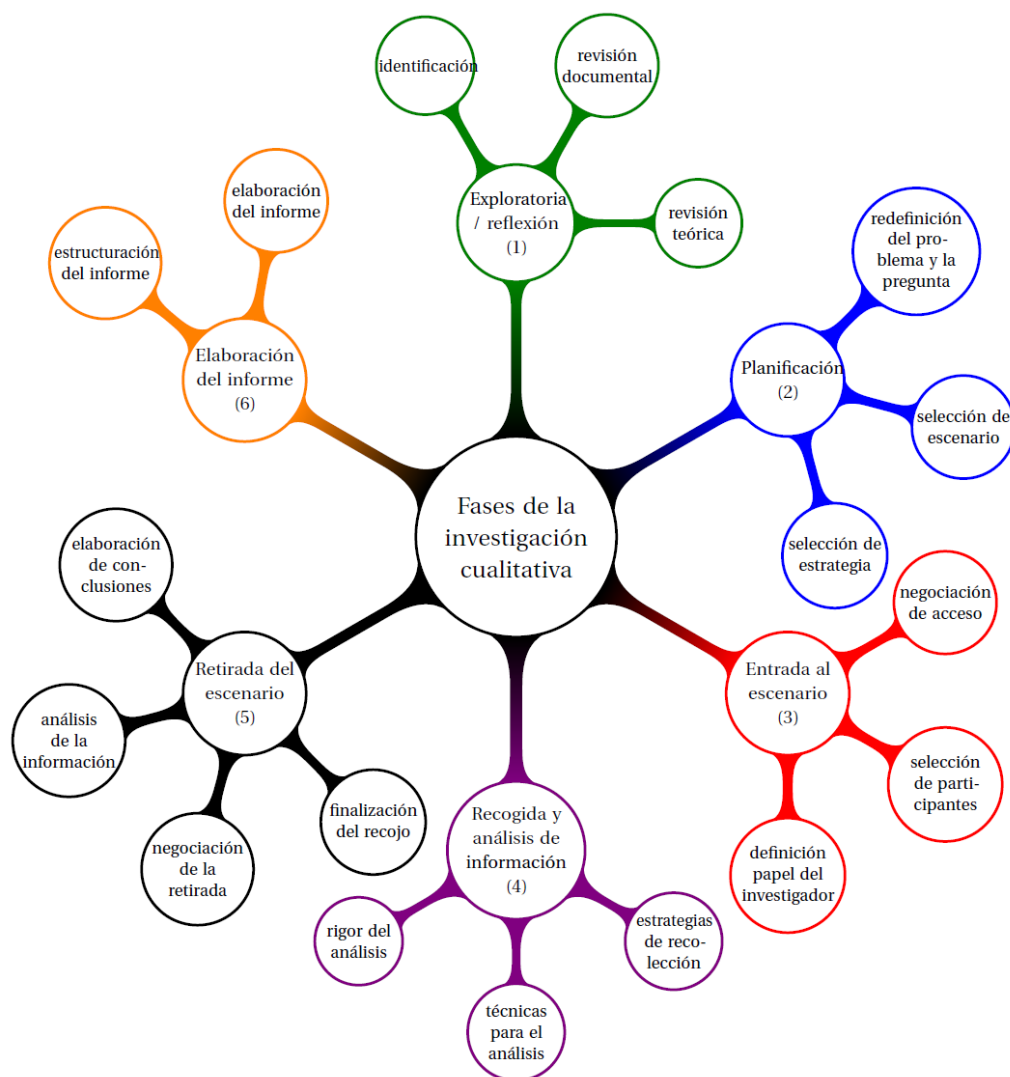 Fases de la
investigación
cualitativa
Exploratoria
/ reflexión
(1)
identificación
revisión
documental
revisión
teórica
Planificación
(2)
redefinición
del pro-
blema y la
pregunta
selección de
escenario
selección de
estrategia
Entrada al
escenario
(3)
negociación
de acceso
selección
de parti-
cipantes
definición
papel del
investigador
Recogida y
análisis de
información
(4)
estrategias
de reco-
lección
técnicas
para el
análisis
rigor del
análisis
Retirada del
escenario
(5)
finalización
del recojo
negociación
de la
retirada
análisis
de la
información
elaboración
de con-
clusiones
Elaboración
del informe
(6)
estructuración
del informe
elaboración
del informe